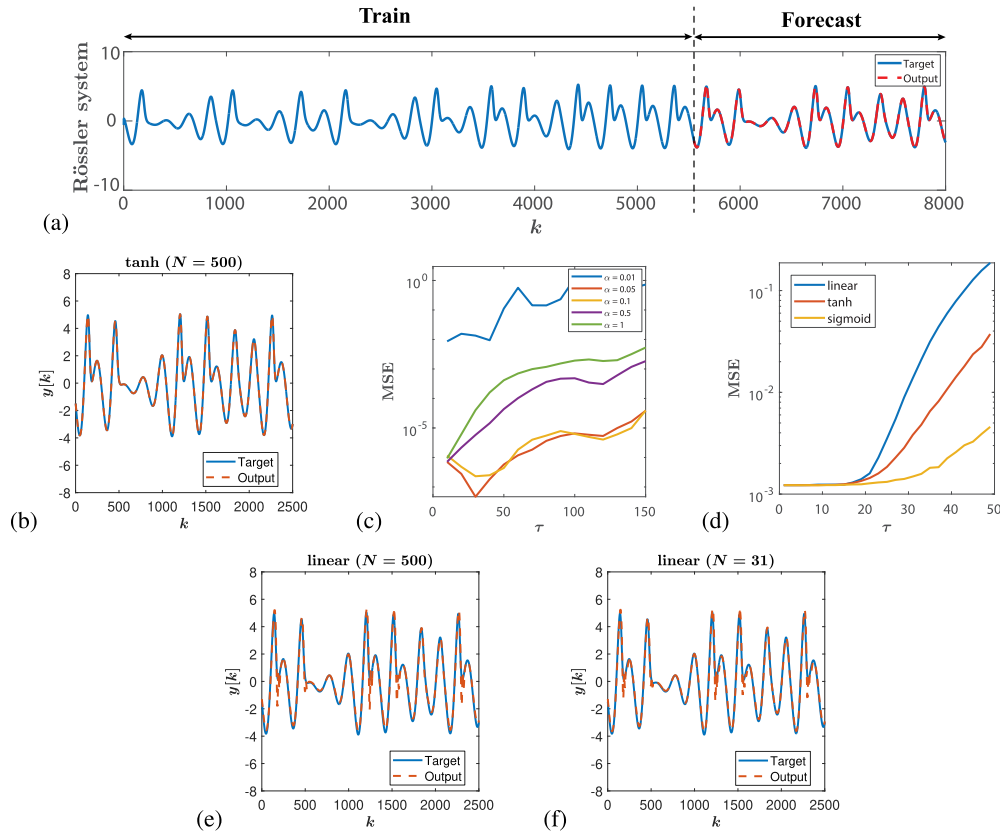 Train Forecast
Rössler system
10
0
-10
Target
Output
0 1000 2000 3000 4000 5000 6000 7000 8000
k
(a)
tanh (N = 500)
y[k]
8
6
4
2
0
-2
-4
-6
-8
Target
Output
0 500 1000 1500 2000 2500
k
(b)
MSE
10^0
10^-5
α = 0.01
α = 0.05
α = 0.1
α = 0.5
α = 1
0 50 100 150
τ
(c)
MSE
10^-1
10^-2
10^-3
linear
tanh
sigmoid
0 10 20 30 40 50
τ
(d)
linear (N = 500)
y[k]
8
6
4
2
0
-2
-4
-6
-8
Target
Output
0 500 1000 1500 2000 2500
k
(e)
linear (N = 31)
y[k]
8
6
4
2
0
-2
-4
-6
-8
Target
Output
0 500 1000 1500 2000 2500
k
(f)